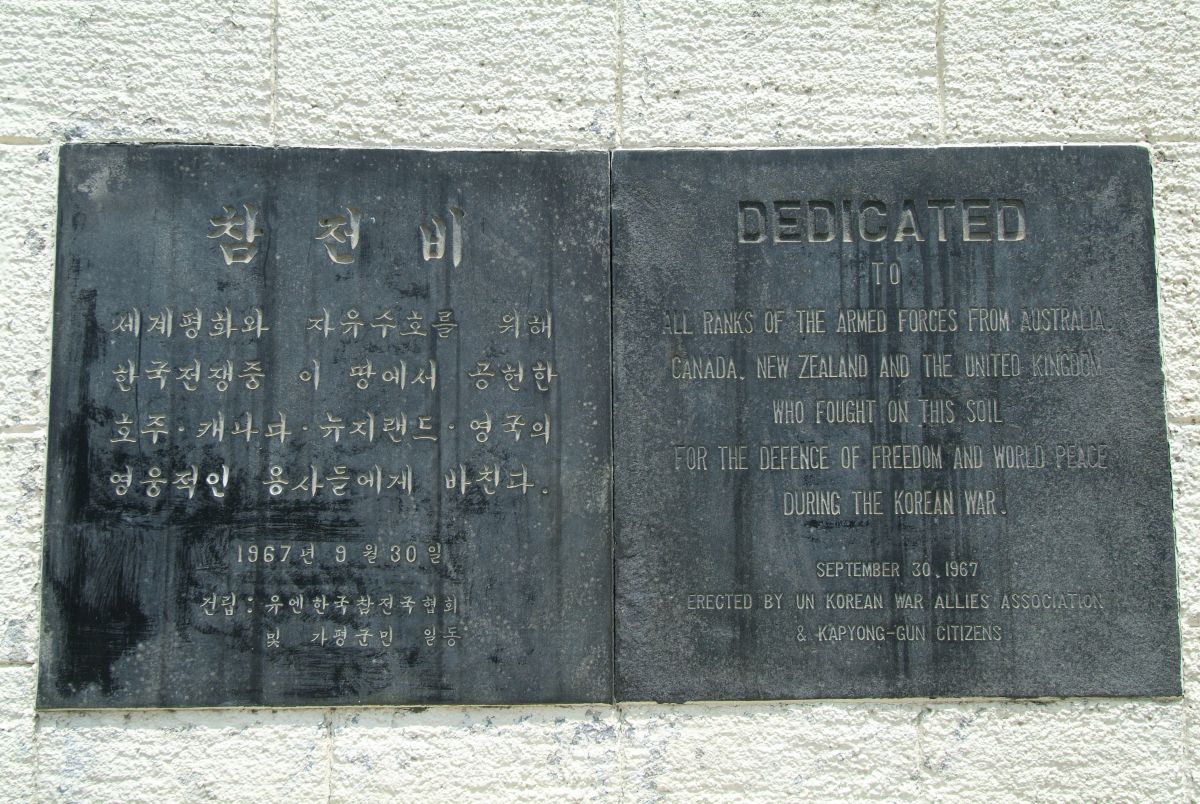 참전비
세계평화와 자유수호를 위해
한국전쟁중 이 땅에서 공헌한
호주·캐나다·뉴지랜드·영국의
영웅적인 용사들에게 바친다.
1967년 9월 30일
건립: 유엔한국참전국협회
및 가평군민 일동
DEDICATED
TO
ALL RANKS OF THE ARMED FORCES FROM AUSTRALIA,
CANADA, NEW ZEALAND AND THE UNITED KINGDOM
WHO FOUGHT ON THIS SOIL
FOR THE DEFENCE OF FREEDOM AND WORLD PEACE
DURING THE KOREAN WAR.
SEPTEMBER 30, 1967
ERECTED BY UN KOREAN WAR ALLIES ASSOCIATION
& KAPYONG-GUN CITIZENS